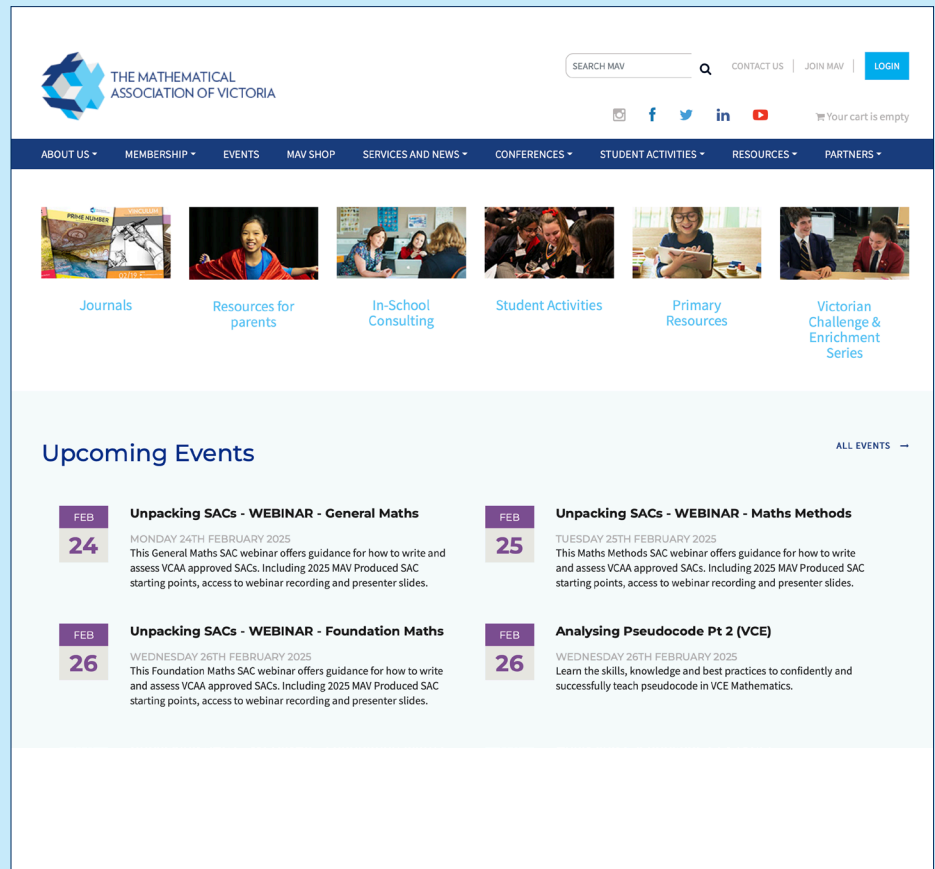 THE MATHEMATICAL
ASSOCIATION OF VICTORIA
SEARCH MAV
CONTACT US
JOIN MAV
LOGIN
Your cart is empty
ABOUT US
MEMBERSHIP
EVENTS
MAV SHOP
SERVICES AND NEWS
CONFERENCES
STUDENT ACTIVITIES
RESOURCES
PARTNERS
PRIME NUMBER
VINCULUM
Journals
Resources for
parents
In-School
Consulting
Student Activities
Primary
Resources
Victorian
Challenge &
Enrichment
Series
Upcoming Events
ALL EVENTS →
FEB
24
Unpacking SACs - WEBINAR - General Maths
MONDAY 24TH FEBRUARY 2025
This General Maths SAC webinar offers guidance for how to write and
assess VCAA approved SACs. Including 2025 MAV Produced SAC
starting points, access to webinar recording and presenter slides.
FEB
25
Unpacking SACs - WEBINAR - Maths Methods
TUESDAY 25TH FEBRUARY 2025
This Maths Methods SAC webinar offers guidance for how to write
and assess VCAA approved SACs. Including 2025 MAV Produced SAC
starting points, access to webinar recording and presenter slides.
FEB
26
Unpacking SACs - WEBINAR - Foundation Maths
WEDNESDAY 26TH FEBRUARY 2025
This Foundation Maths SAC webinar offers guidance for how to write
and assess VCAA approved SACs. Including 2025 MAV Produced SAC
starting points, access to webinar recording and presenter slides.
FEB
26
Analysing Pseudocode Pt 2 (VCE)
WEDNESDAY 26TH FEBRUARY 2025
Learn the skills, knowledge and best practices to confidently and
successfully teach pseudocode in VCE Mathematics.